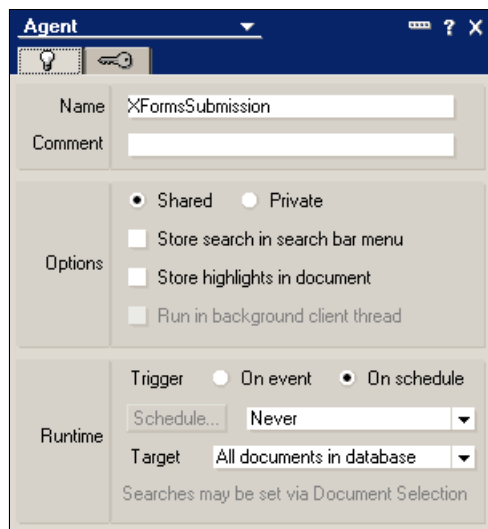 Agent
? X
Name XFormsSubmission
Comment
Shared Private
Store search in search bar menu
Options
Store highlights in document
Run in background client thread
Trigger On event On schedule
Schedule... Never
Runtime
Target All documents in database
Searches may be set via Document Selection